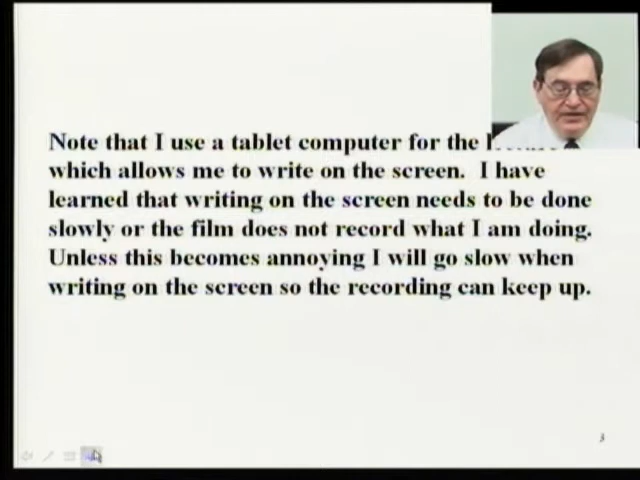 Note that I use a tablet computer for the
which allows me to write on the screen. I have
learned that writing on the screen needs to be done
slowly or the film does not record what I am doing.
Unless this becomes annoying I will go slow when
writing on the screen so the recording can keep up.
3